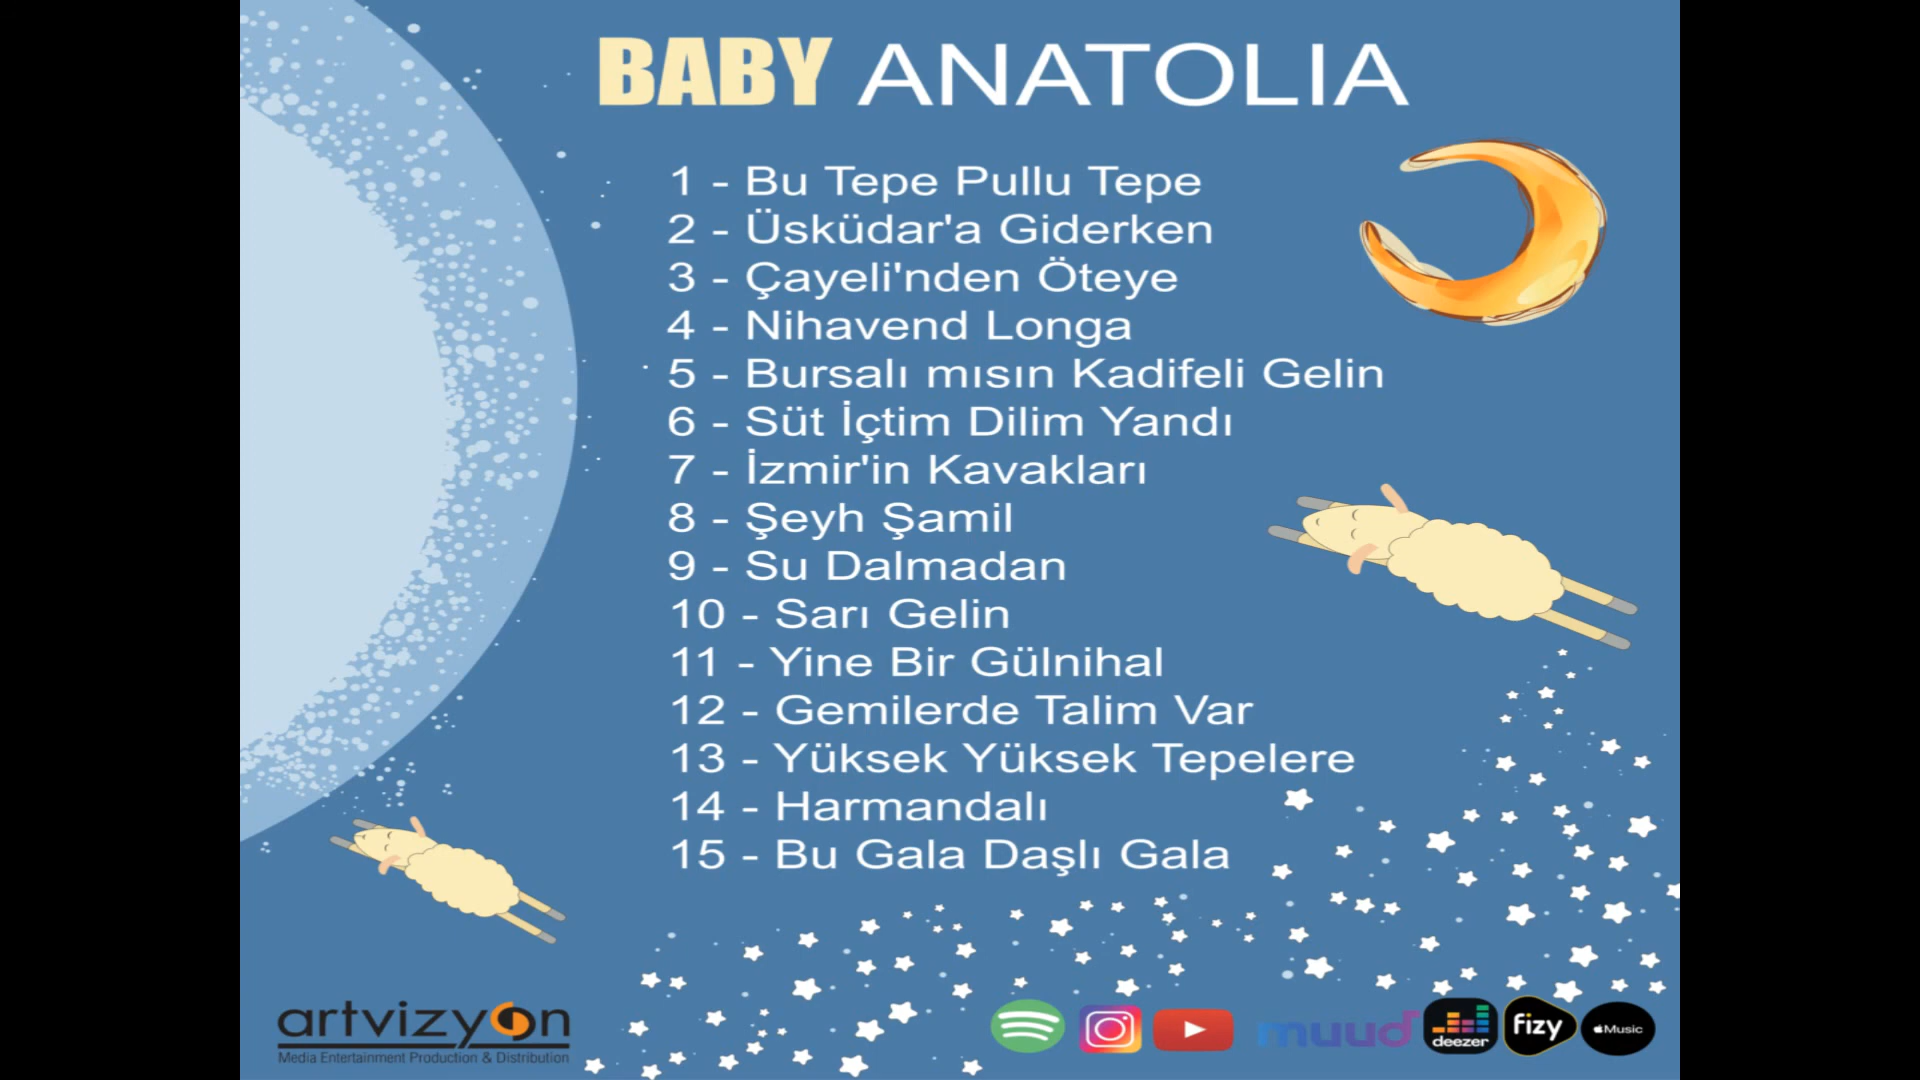 BABY ANATOLIA
1 - Bu Tepe Pullu Tepe
2 - Üsküdar'a Giderken
3 - Çayeli'nden Öteye
4 - Nihavend Longa
5 - Bursalı mısın Kadifeli Gelin
6 - Süt İçtim Dilim Yandı
7 - İzmir'in Kavakları
8 - Şeyh Şamil
9 - Su Dalmadan
10 - Sarı Gelin
11 - Yine Bir Gülnihal
12 - Gemilerde Talim Var
13 - Yüksek Yüksek Tepelere
14 - Harmandalı
15 - Bu Gala Daşlı Gala
artvizyon
Media Entertainment Production & Distribution
muud
deezer
fizy
Music